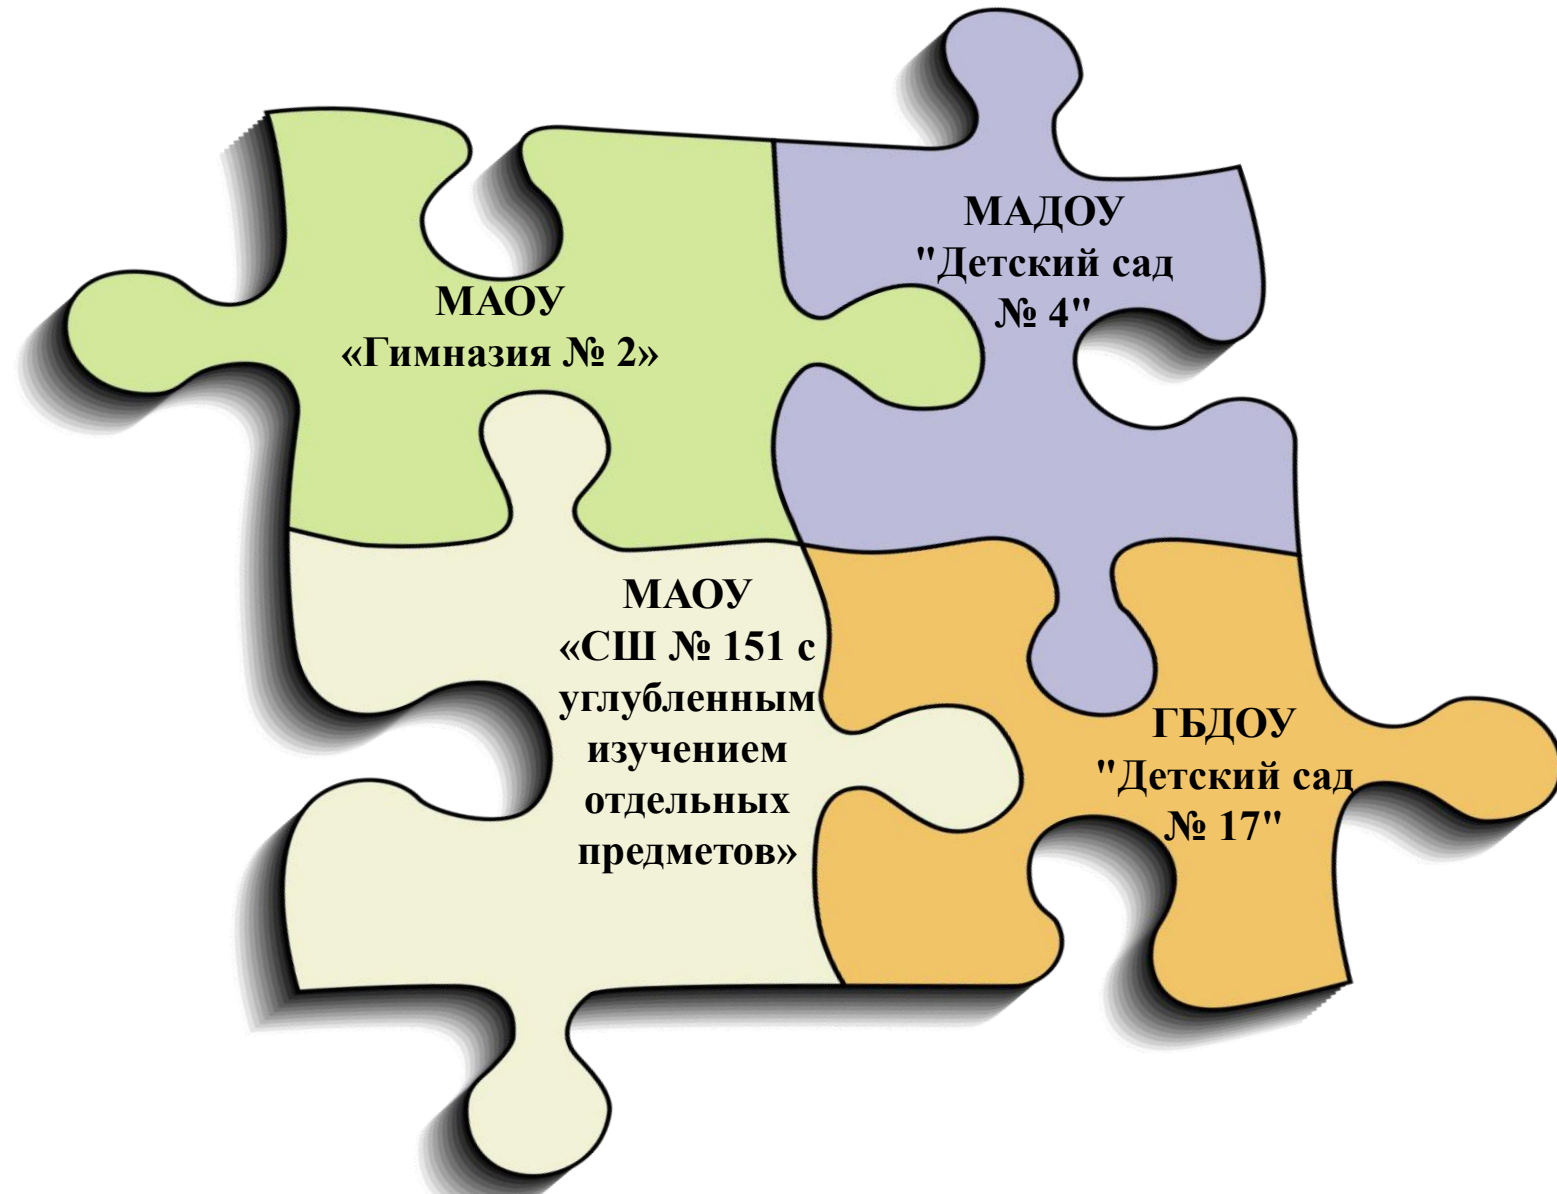 МАОУ
«Гимназия № 2»
МАДОУ
"Детский сад
№ 4"
МАОУ
«СШ № 151 с
углубленным
изучением
отдельных
предметов»
ГБДОУ
"Детский сад
№ 17"